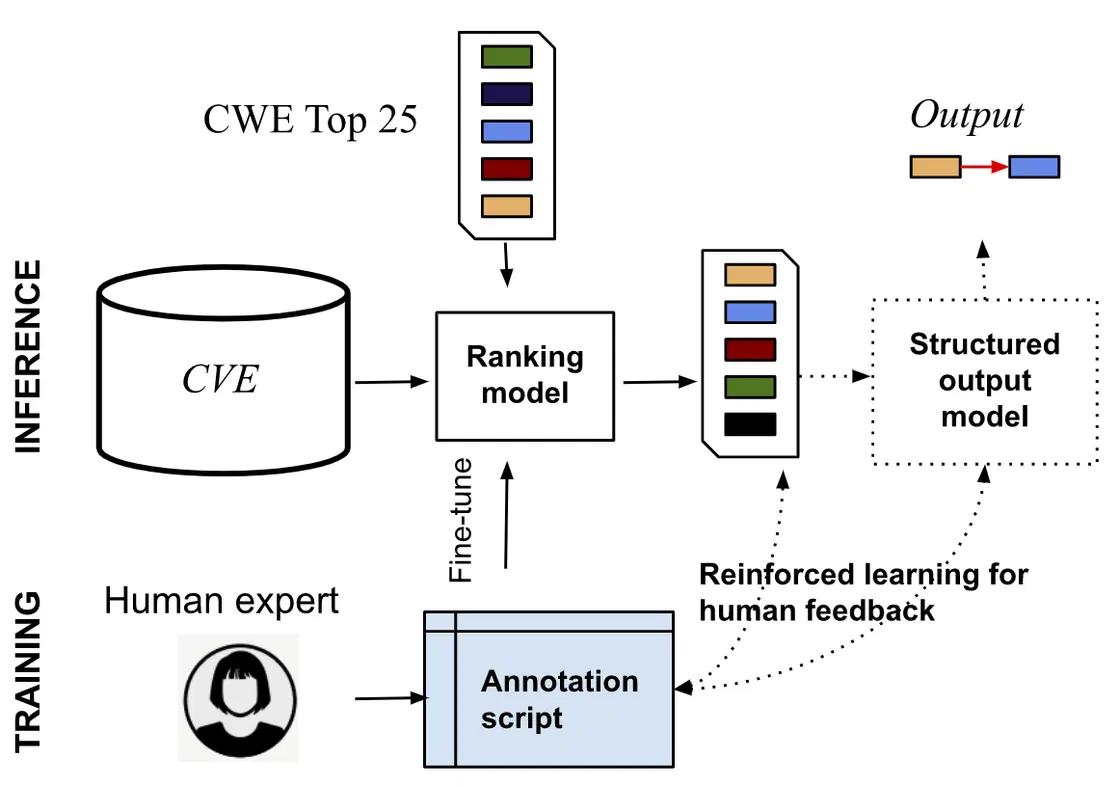 CWE Top 25
Output
INFERENCE
CVE
Ranking
model
Structured
output
model
Fine-tune
Reinforced learning for
human feedback
TRAINING
Human expert
Annotation
script